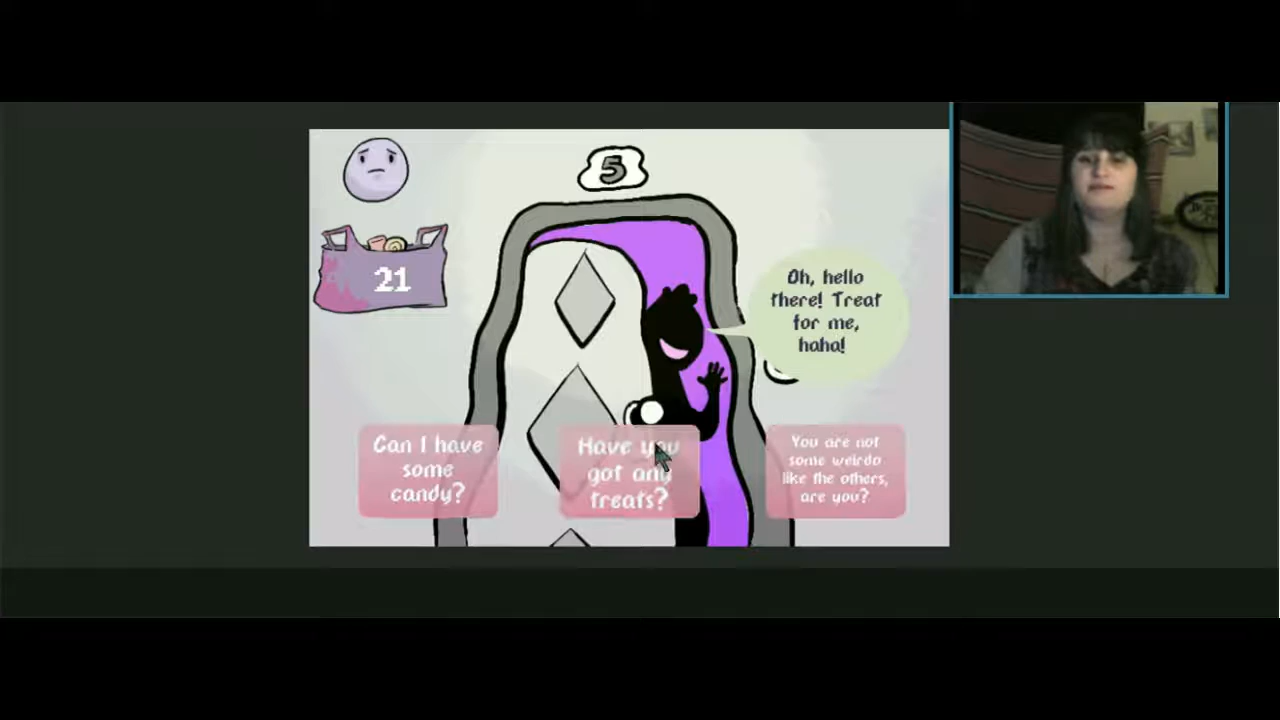 5
21
Oh, hello
there! Treat
for me,
haha!
Can I have
some
candy?
Have you
got any
treats?
You are not
some weirdo
like the others,
are you?